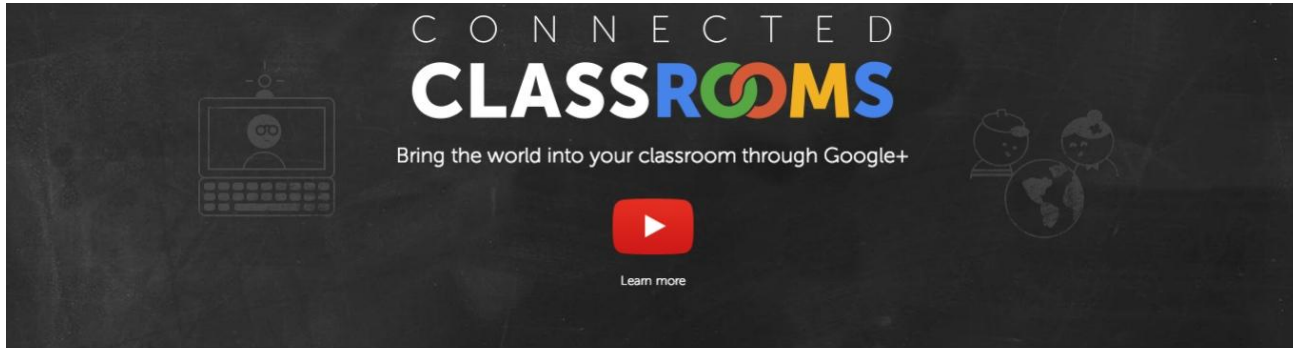 CONNECTED
CLASSROOMS
Bring the world into your classroom through Google+
Learn more